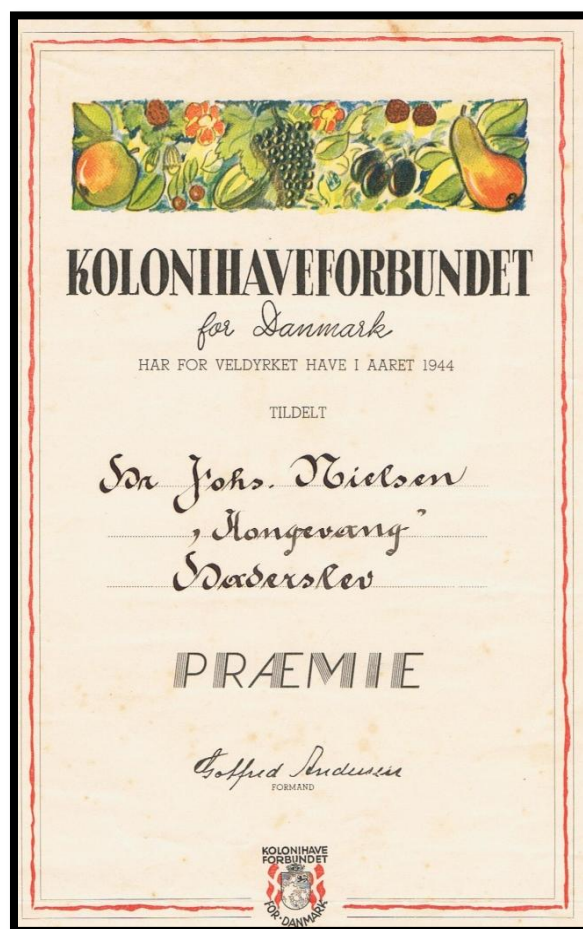 KOLONIHAVEFORBUNDET
for Danmark
HAR FOR VELDYRKET HAVE I AARET 1944
TILDELT
Hr Johs. Nielsen
„Kongevang"
Haderslev
PRÆMIE
Gotfred Andersen
FORMAND
KOLONIHAVE
FORBUNDET
FOR·DANMARK